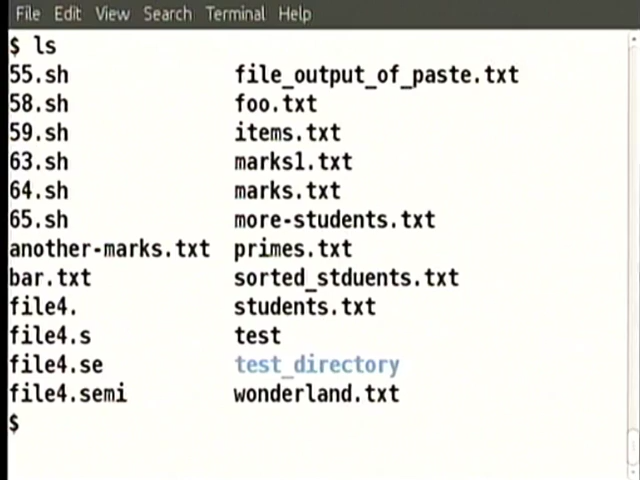 File Edit View Search Terminal Help
$ ls
55.sh file_output_of_paste.txt
58.sh foo.txt
59.sh items.txt
63.sh marks1.txt
64.sh marks.txt
65.sh more-students.txt
another-marks.txt primes.txt
bar.txt sorted_stduents.txt
file4. students.txt
file4.s test
file4.se test_directory
file4.semi wonderland.txt
$